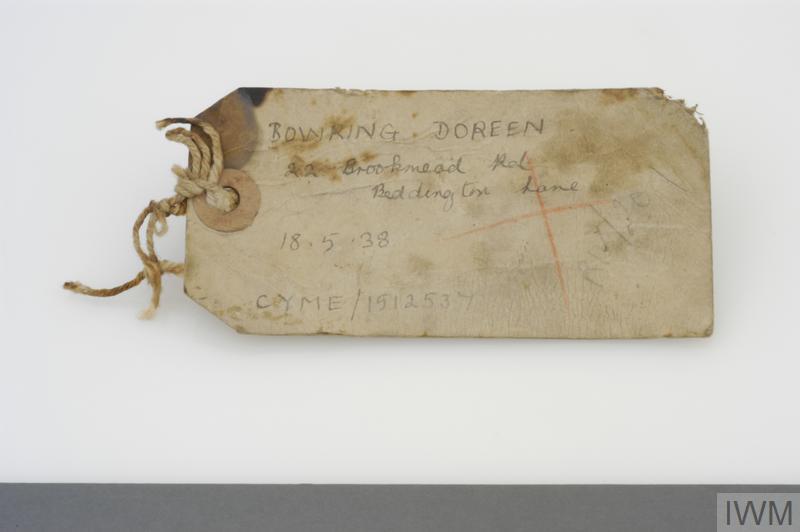 BOWKING DOREEN
22 Brookmead Rd
Beddington Lane
18.5.38
CYME/1512537
IWM